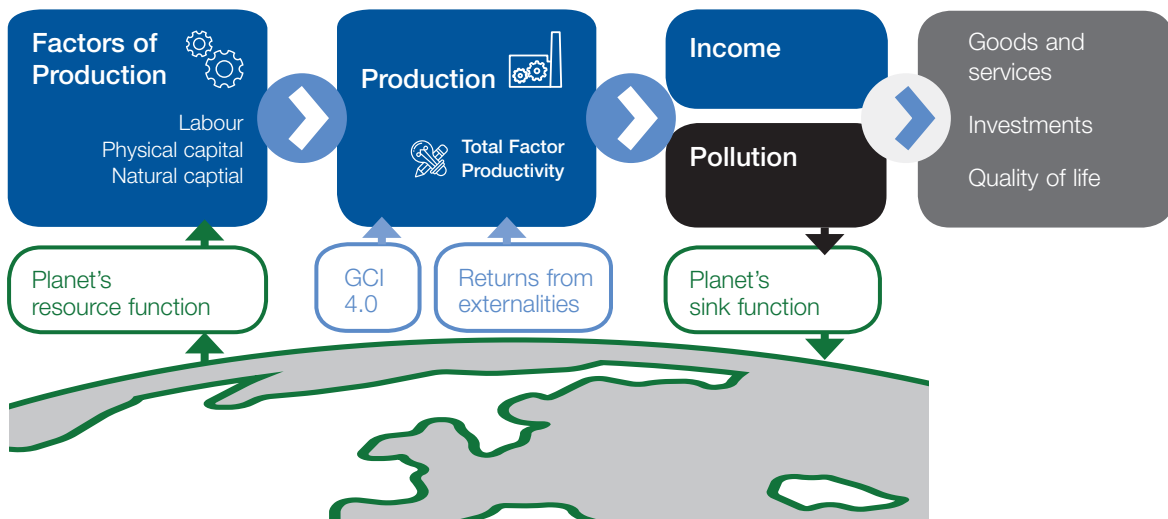 Factors of
Production
Labour
Physical capital
Natural captial
Production
Total Factor
Productivity
Income
Pollution
Goods and
services
Investments
Quality of life
Planet's
resource function
GCI
4.0
Returns from
externalities
Planet's
sink function